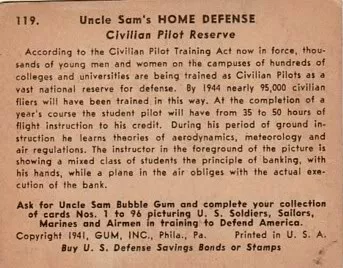 119.
Uncle Sam's HOME DEFENSE
Civilian Pilot Reserve
According to the Civilian Pilot Training Act now in force, thou-
sands of young men and women on the campuses of hundreds of
colleges and universities are being trained as Civilian Pilots as a
vast national reserve for defense. By 1944 nearly 95,000 civilian
fliers will have been trained in this way. At the completion of a
year's course the student pilot will have from 35 to 50 hours of
flight instruction to his credit. During his period of ground in-
struction he learns theories of aerodynamics, meteorology and
air regulations. The instructor in the foreground of the picture is
showing a mixed class of students the principle of banking, with
his hands, while a plane in the air obliges with the actual exe-
cution of the bank.
Ask for Uncle Sam Bubble Gum and complete your collection
of cards Nos. 1 to 96 picturing U. S. Soldiers, Sailors,
Marines and Airmen in training to Defend America.
Copyright 1941, GUM, INC., Phila., Pa. Printed in U. S. A.
Buy U. S. Defense Savings Bonds or Stamps